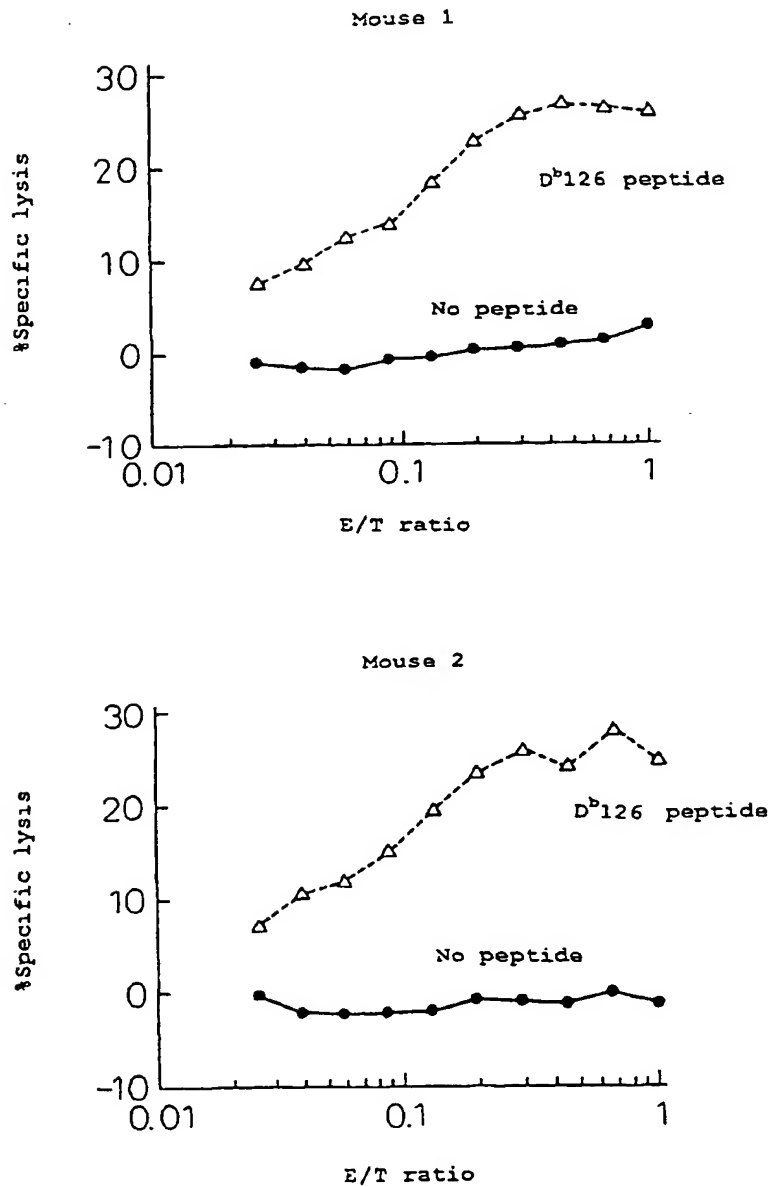 Mouse 1
%Specific lysis
30
20
10
0
-10
D^b126 peptide
No peptide
0.01
0.1
1
E/T ratio
Mouse 2
%Specific lysis
30
20
10
0
-10
D^b126 peptide
No peptide
0.01
0.1
1
E/T ratio